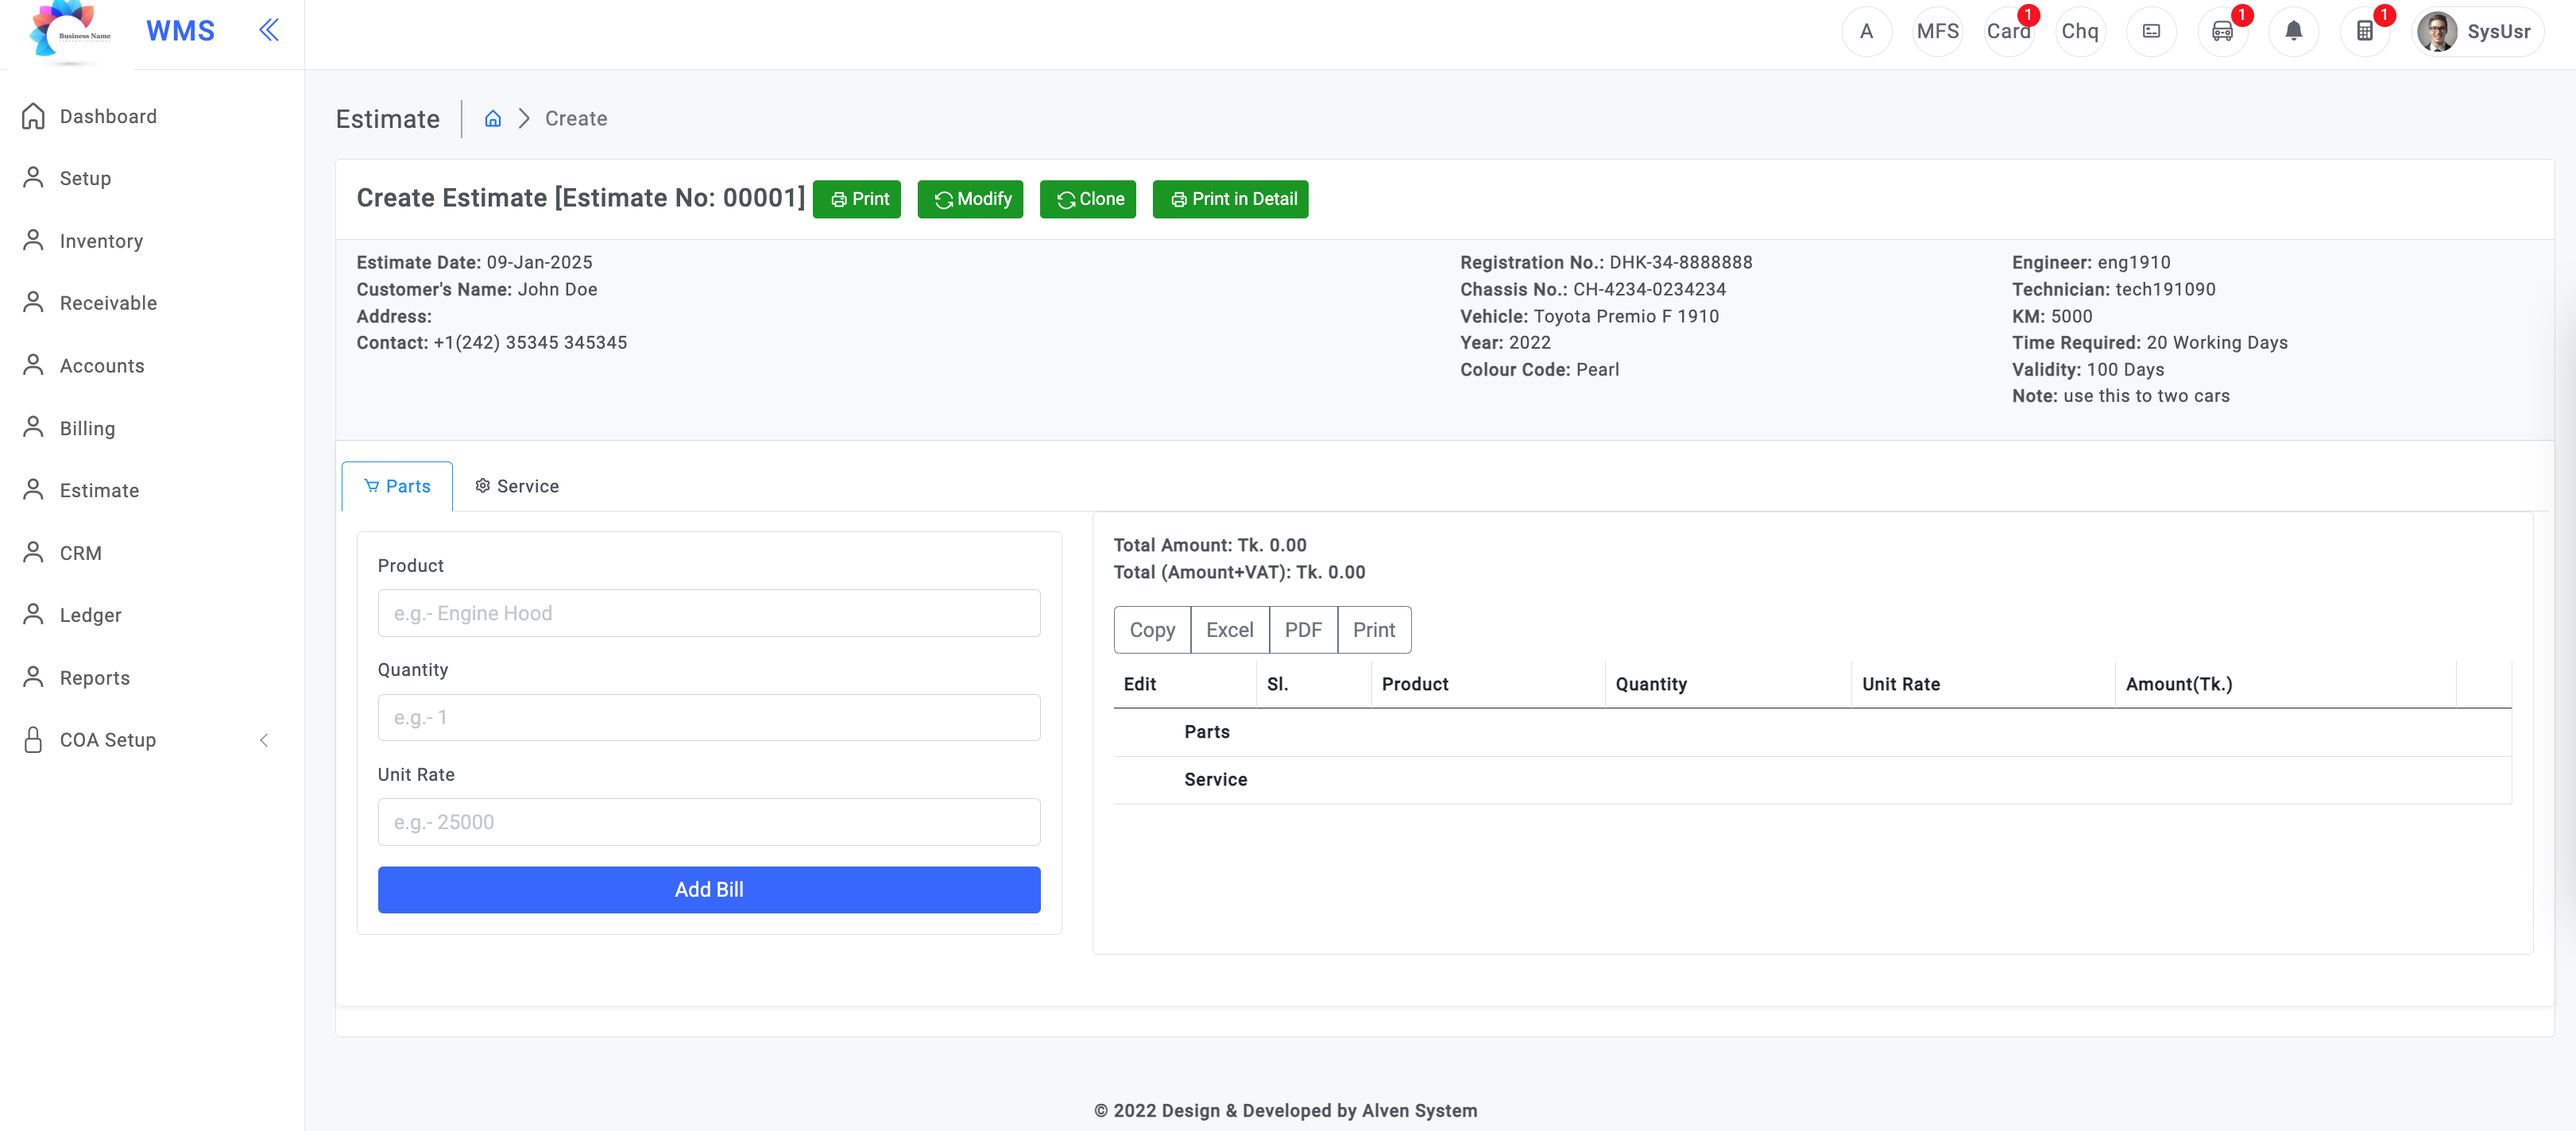 Business Name
WMS
A
MFS
Card
1
Chq
1
1
SysUsr
Dashboard
Setup
Inventory
Receivable
Accounts
Billing
Estimate
CRM
Ledger
Reports
COA Setup
Estimate
Create
Create Estimate [Estimate No: 00001]
Print
Modify
Clone
Print in Detail
Estimate Date: 09-Jan-2025
Customer's Name: John Doe
Address:
Contact: +1(242) 35345 345345
Registration No.: DHK-34-8888888
Chassis No.: CH-4234-0234234
Vehicle: Toyota Premio F 1910
Year: 2022
Colour Code: Pearl
Engineer: eng1910
Technician: tech191090
KM: 5000
Time Required: 20 Working Days
Validity: 100 Days
Note: use this to two cars
Parts
Service
Product
e.g.- Engine Hood
Quantity
e.g.- 1
Unit Rate
e.g.- 25000
Add Bill
Total Amount: Tk. 0.00
Total (Amount+VAT): Tk. 0.00
Copy
Excel
PDF
Print
Edit Sl. Product Quantity Unit Rate Amount(Tk.)
Parts
Service
© 2022 Design & Developed by Alven System